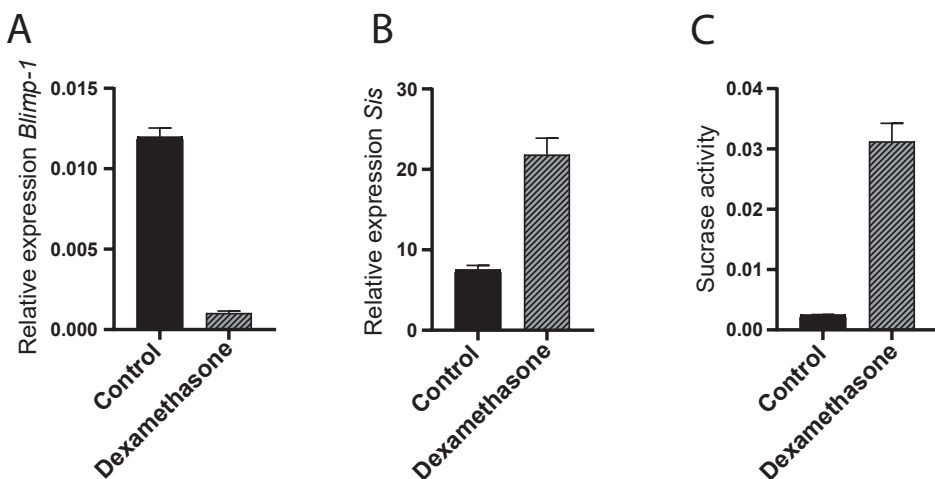 A
Relative expression Blimp-1
0.015
0.010
0.005
0.000
Control
Dexamethasone
B
Relative expression Sis
30
20
10
0
Control
Dexamethasone
C
Sucrase activity
0.04
0.03
0.02
0.01
0.00
Control
Dexamethasone